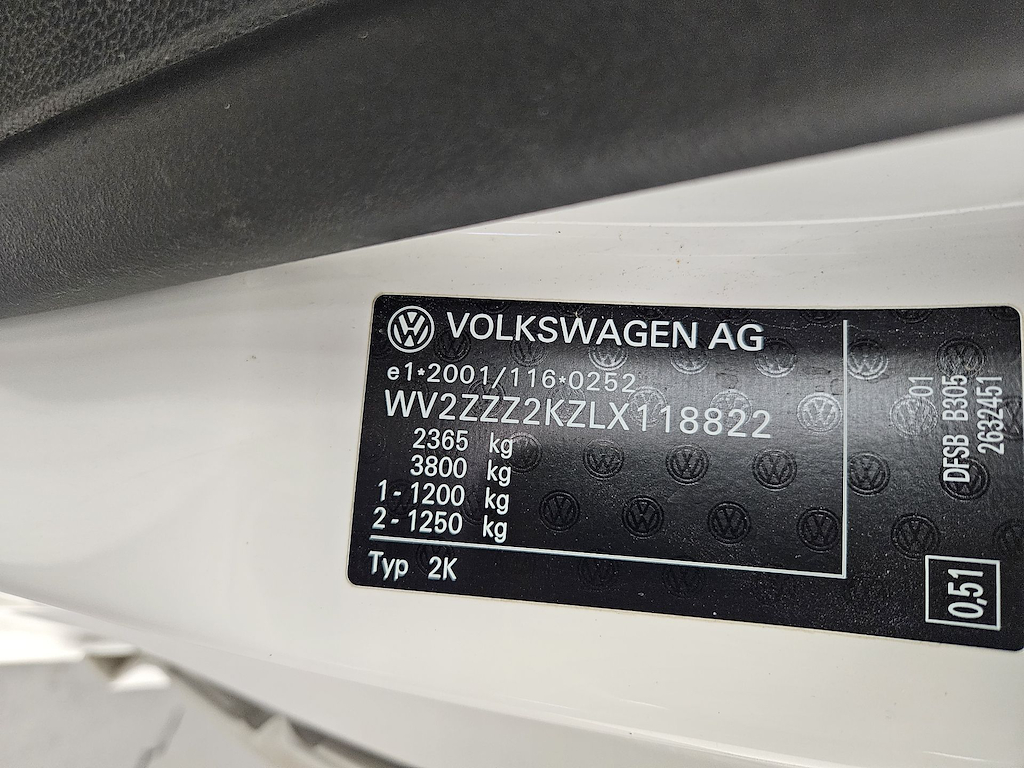 VOLKSWAGEN AG
e1*2001/116*0252
WV2ZZZ2KZLX118822
2365 kg
3800 kg
1-1200 kg
2-1250 kg
Typ 2K
01
DFSB B305
2632451
0,51